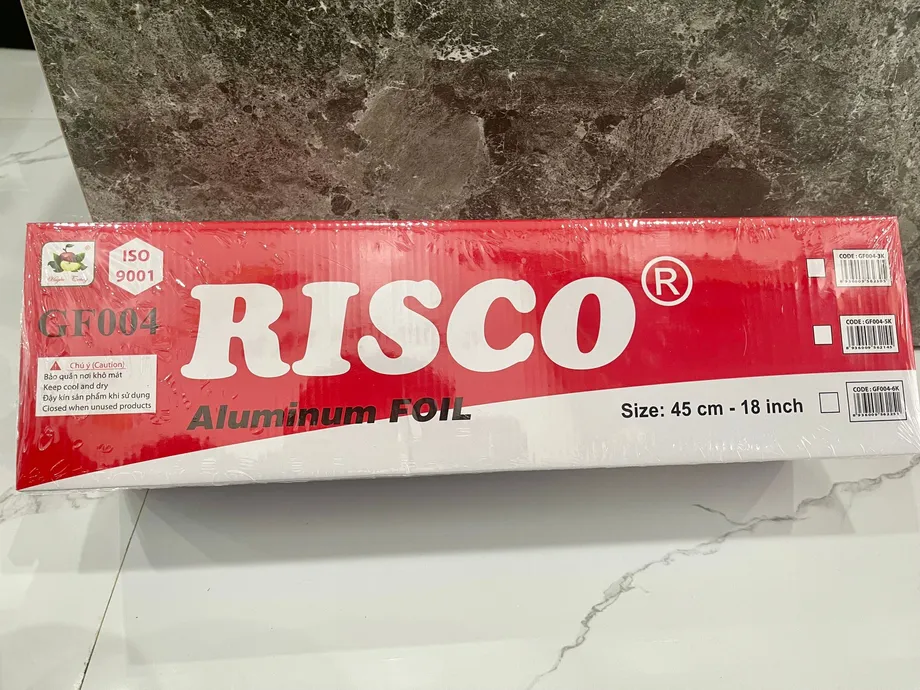 ISO
9001
GF004
RISCO®
Aluminum FOIL
Chú ý (Caution)
Bảo quản nơi khô mát
Keep cool and dry
Đậy kín sản phẩm khi sử dụng
Closed when unused products
Size: 45 cm - 18 inch
CODE : GF004-3K
CODE : GF004-5K
CODE : GF004-6K